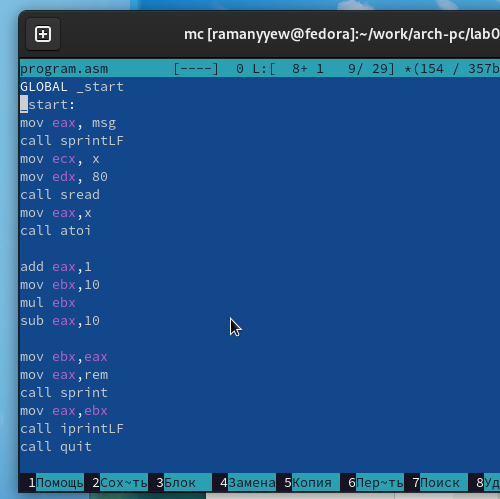 mc [ramanyyew@fedora]:~/work/arch-pc/lab0
program.asm [----] 0 L:[ 8+ 1 9/ 29] *(154 / 357b
GLOBAL _start
_start:
mov eax, msg
call sprintLF
mov ecx, x
mov edx, 80
call sread
mov eax,x
call atoi
add eax,1
mov ebx,10
mul ebx
sub eax,10
mov ebx,eax
mov eax,rem
call sprint
mov eax,ebx
call iprintLF
call quit
1Помощь 2Сох~ть 3Блок 4Замена 5Копия 6Пер~ть 7Поиск 8Уд